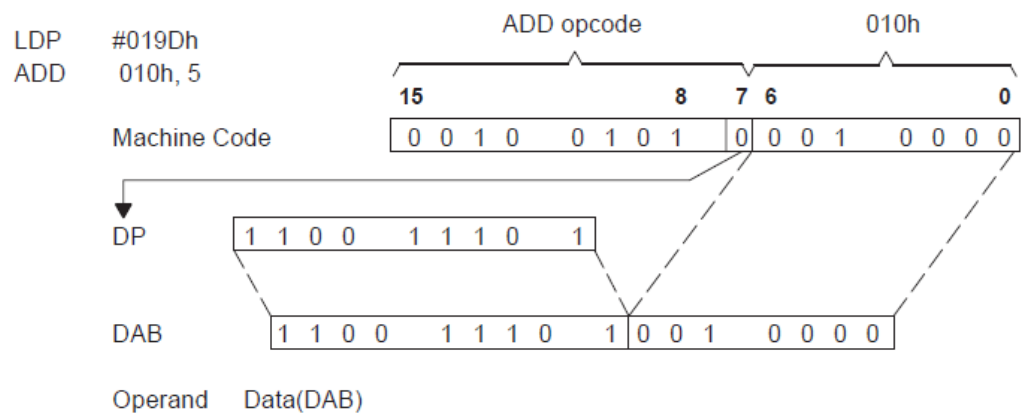 ADD opcode 010h
LDP #019Dh
ADD 010h, 5
15 8 7 6 0
Machine Code 0 0 1 0 0 1 0 1 0 0 0 1 0 0 0 0
DP 1 1 0 0 1 1 1 0 1
DAB 1 1 0 0 1 1 1 0 1 0 0 1 0 0 0 0
Operand Data(DAB)